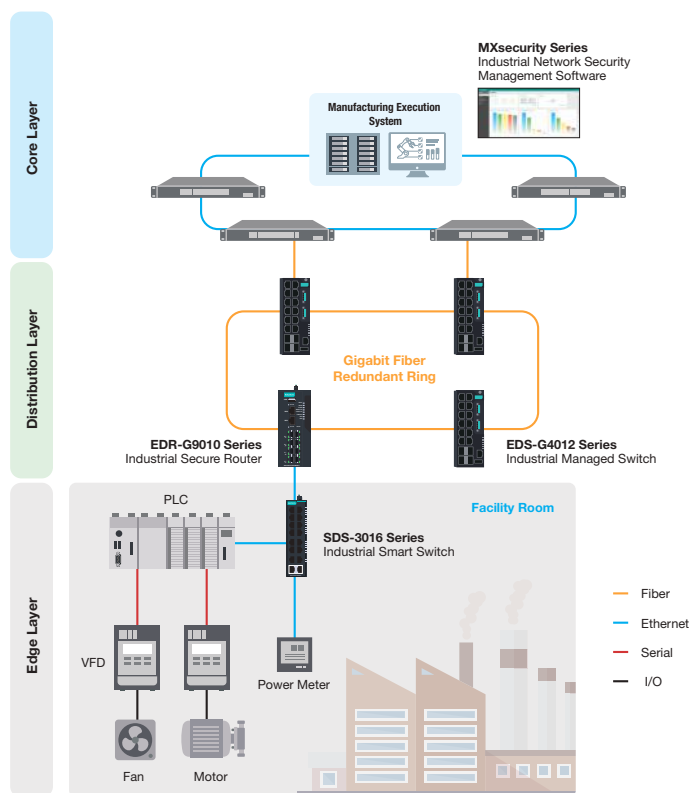 Core Layer
MXsecurity Series
Industrial Network Security
Management Software
Manufacturing Execution
System
Distribution Layer
Gigabit Fiber
Redundant Ring
EDR-G9010 Series
Industrial Secure Router
EDS-G4012 Series
Industrial Managed Switch
Edge Layer
PLC
Facility Room
SDS-3016 Series
Industrial Smart Switch
VFD
Power Meter
Fan
Motor
Fiber
Ethernet
Serial
I/O